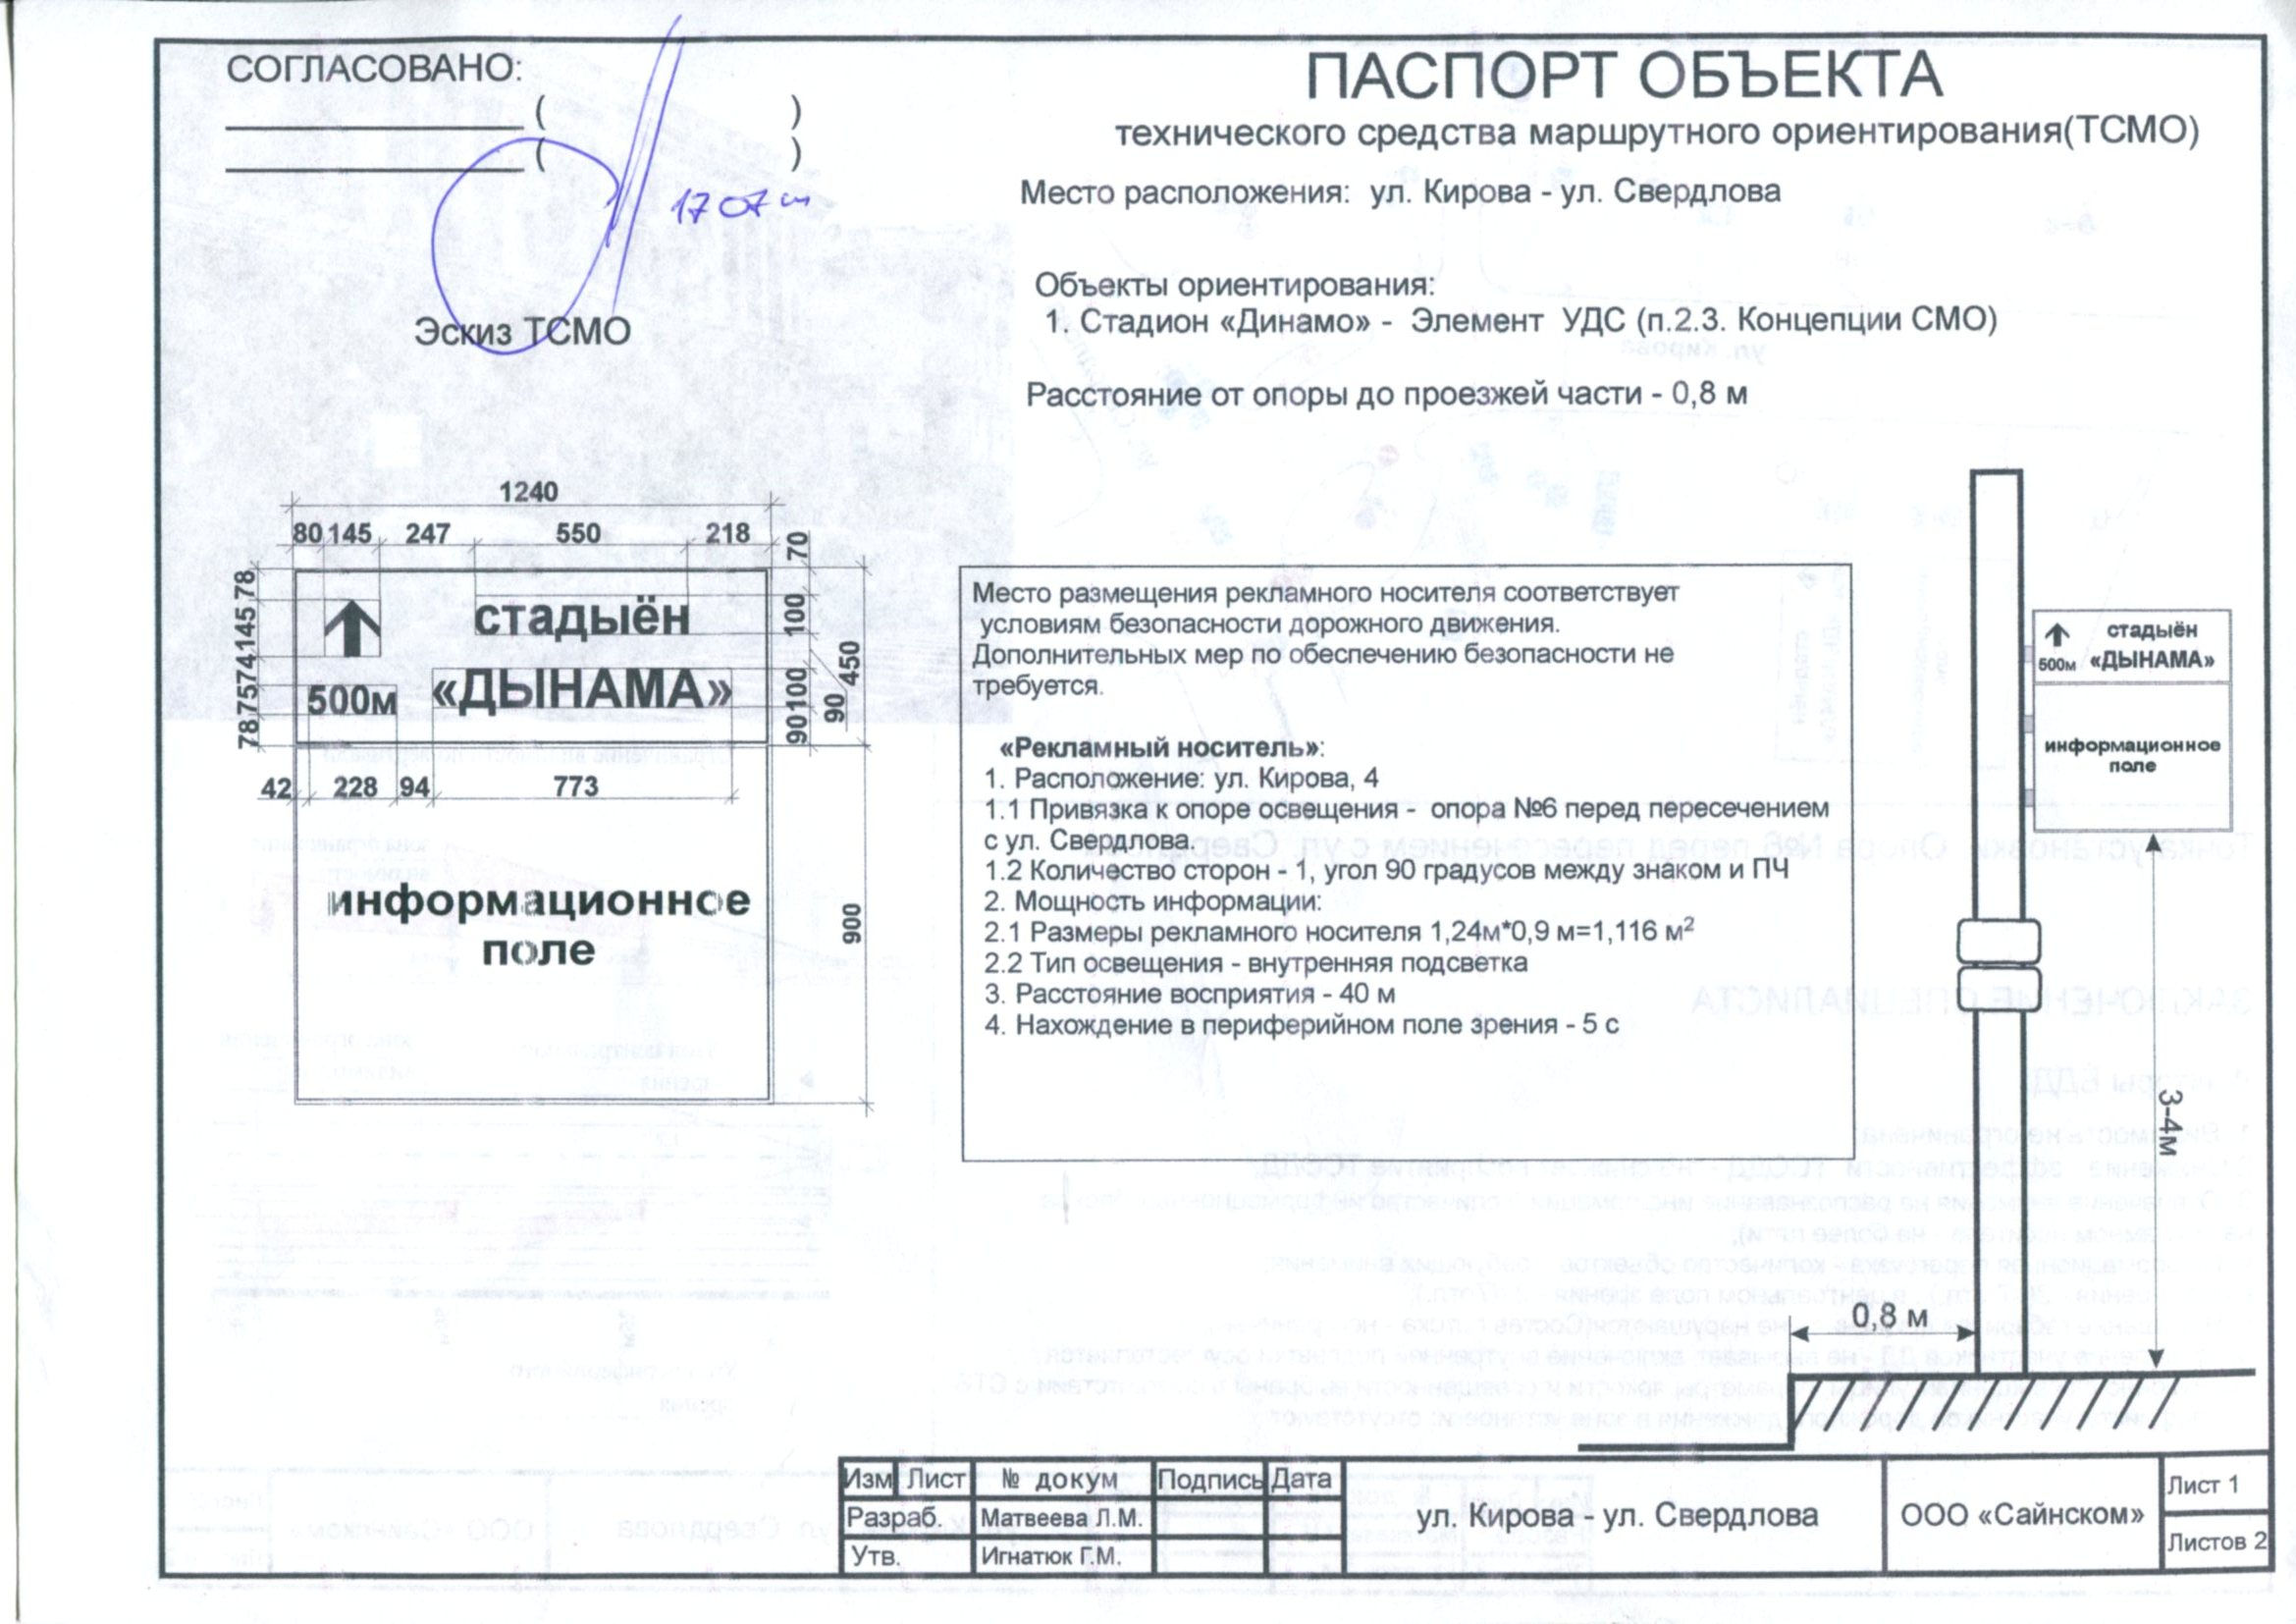 СОГЛАСОВАНО:
( )
( )
17 07
ПАСПОРТ ОБЪЕКТА
технического средства маршрутного ориентирования(ТСМО)
Место расположения: ул. Кирова - ул. Свердлова
Объекты ориентирования:
1. Стадион «Динамо» - Элемент УДС (п.2.3. Концепции СМО)
Расстояние от опоры до проезжей части - 0,8 м
Эскиз ТСМО
1240
80 145 247 550 218
70
100
100
90
90
450
900
78
145
74
75
78
стадыён
500м «ДЫНАМА»
42 228 94 773
информационное
поле
Место размещения рекламного носителя соответствует
условиям безопасности дорожного движения.
Дополнительных мер по обеспечению безопасности не
требуется.
«Рекламный носитель»:
1. Расположение: ул. Кирова, 4
1.1 Привязка к опоре освещения - опора №6 перед пересечением
с ул. Свердлова.
1.2 Количество сторон - 1, угол 90 градусов между знаком и ПЧ
2. Мощность информации:
2.1 Размеры рекламного носителя 1,24м*0,9 м=1,116 м²
2.2 Тип освещения - внутренняя подсветка
3. Расстояние восприятия - 40 м
4. Нахождение в периферийном поле зрения - 5 с
стадыён
500м «ДЫНАМА»
информационное
поле
3-4м
0,8 м
Изм Лист № докум Подпись Дата
Разраб. Матвеева Л.М.
Утв. Игнатюк Г.М.
ул. Кирова - ул. Свердлова
ООО «Сайнском»
Лист 1
Листов 2